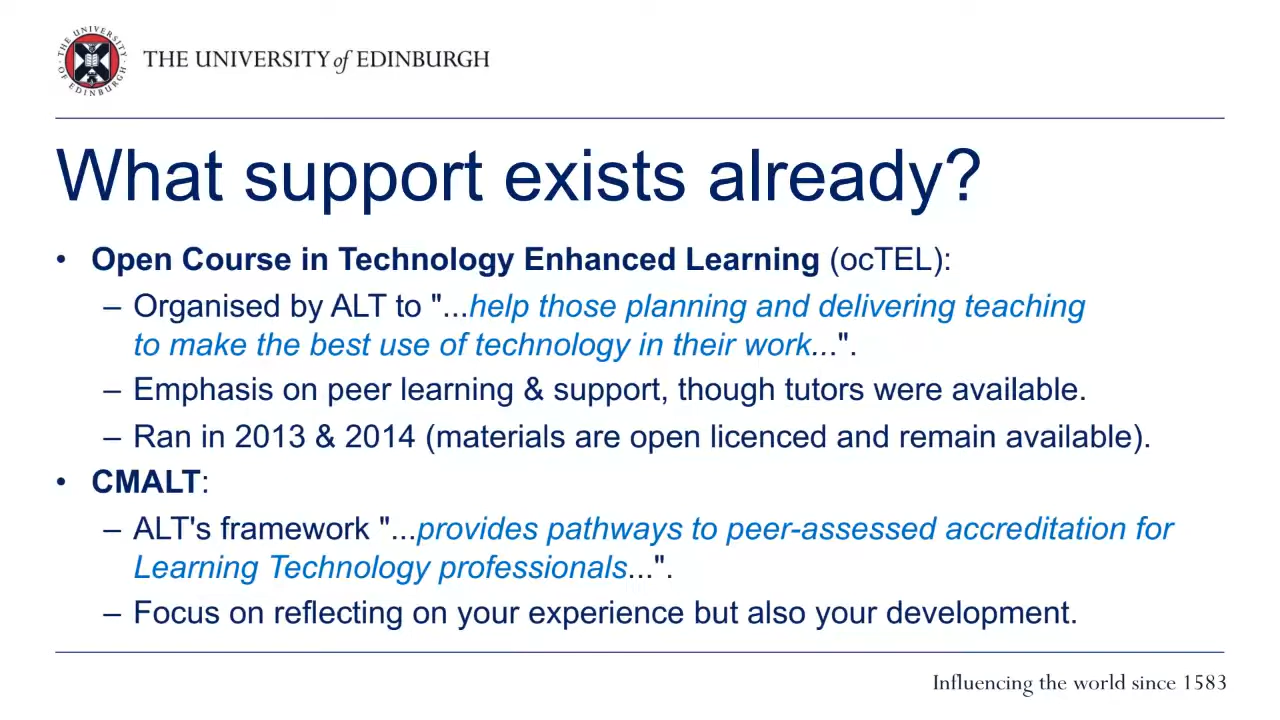 THE UNIVERSITY OF EDINBURGH
THE UNIVERSITY of EDINBURGH
What support exists already?
• Open Course in Technology Enhanced Learning (ocTEL):
– Organised by ALT to "...help those planning and delivering teaching
to make the best use of technology in their work...".
– Emphasis on peer learning & support, though tutors were available.
– Ran in 2013 & 2014 (materials are open licenced and remain available).
• CMALT:
– ALT's framework "...provides pathways to peer-assessed accreditation for
Learning Technology professionals...".
– Focus on reflecting on your experience but also your development.
Influencing the world since 1583